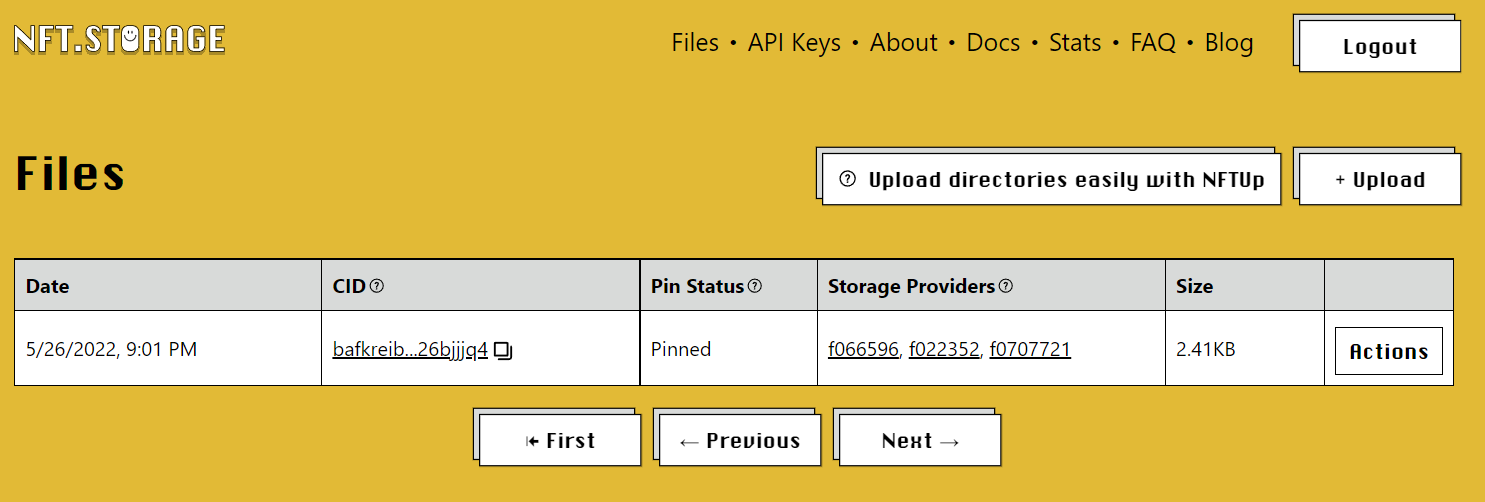 NFT.STORAGE
Files • API Keys • About • Docs • Stats • FAQ • Blog
Logout
Files
Upload directories easily with NFTUp
+ Upload
Date CID Pin Status Storage Providers Size
5/26/2022, 9:01 PM bafkreib...26bjjjq4 Pinned f066596, f022352, f0707721 2.41KB Actions
⇤ First ← Previous Next →